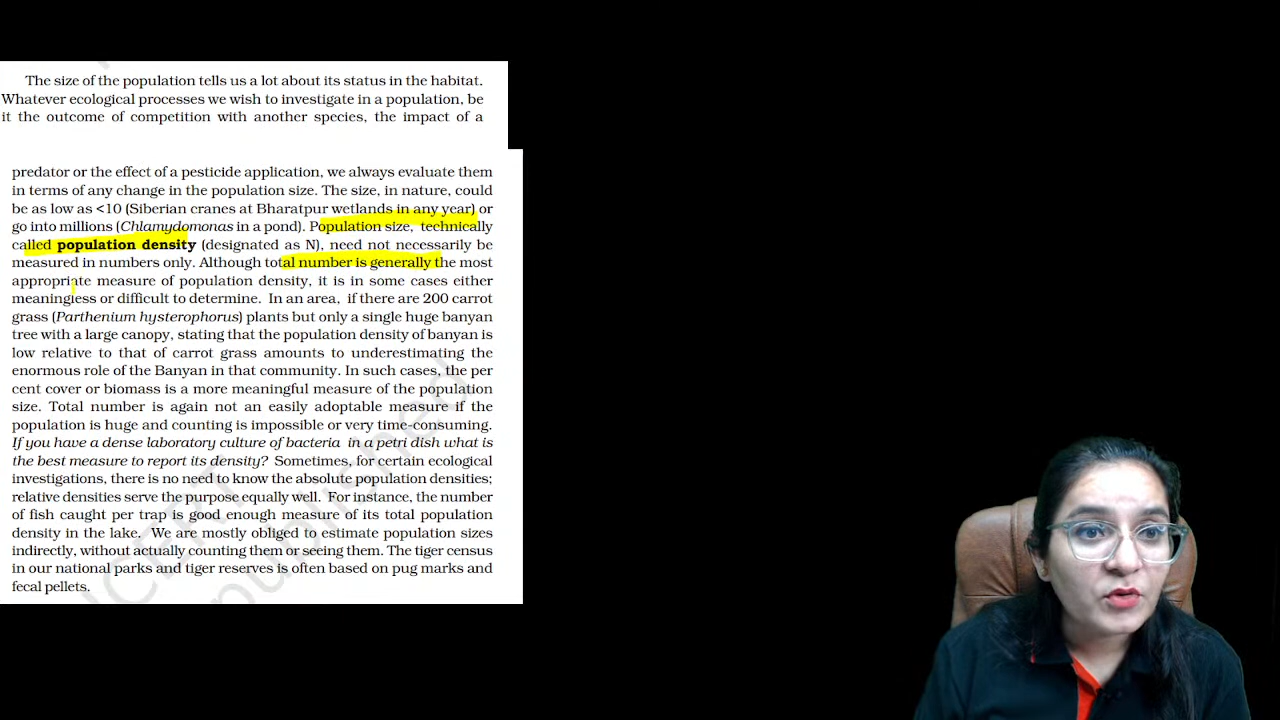 The size of the population tells us a lot about its status in the habitat.
Whatever ecological processes we wish to investigate in a population, be
it the outcome of competition with another species, the impact of a
predator or the effect of a pesticide application, we always evaluate them
in terms of any change in the population size. The size, in nature, could
be as low as <10 (Siberian cranes at Bharatpur wetlands in any year) or
go into millions (Chlamydomonas in a pond). Population size, technically
called population density (designated as N), need not necessarily be
measured in numbers only. Although total number is generally the most
appropriate measure of population density, it is in some cases either
meaningless or difficult to determine. In an area, if there are 200 carrot
grass (Parthenium hysterophorus) plants but only a single huge banyan
tree with a large canopy, stating that the population density of banyan is
low relative to that of carrot grass amounts to underestimating the
enormous role of the Banyan in that community. In such cases, the per
cent cover or biomass is a more meaningful measure of the population
size. Total number is again not an easily adoptable measure if the
population is huge and counting is impossible or very time-consuming.
If you have a dense laboratory culture of bacteria in a petri dish what is
the best measure to report its density? Sometimes, for certain ecological
investigations, there is no need to know the absolute population densities;
relative densities serve the purpose equally well. For instance, the number
of fish caught per trap is good enough measure of its total population
density in the lake. We are mostly obliged to estimate population sizes
indirectly, without actually counting them or seeing them. The tiger census
in our national parks and tiger reserves is often based on pug marks and
fecal pellets.
NCERT
published